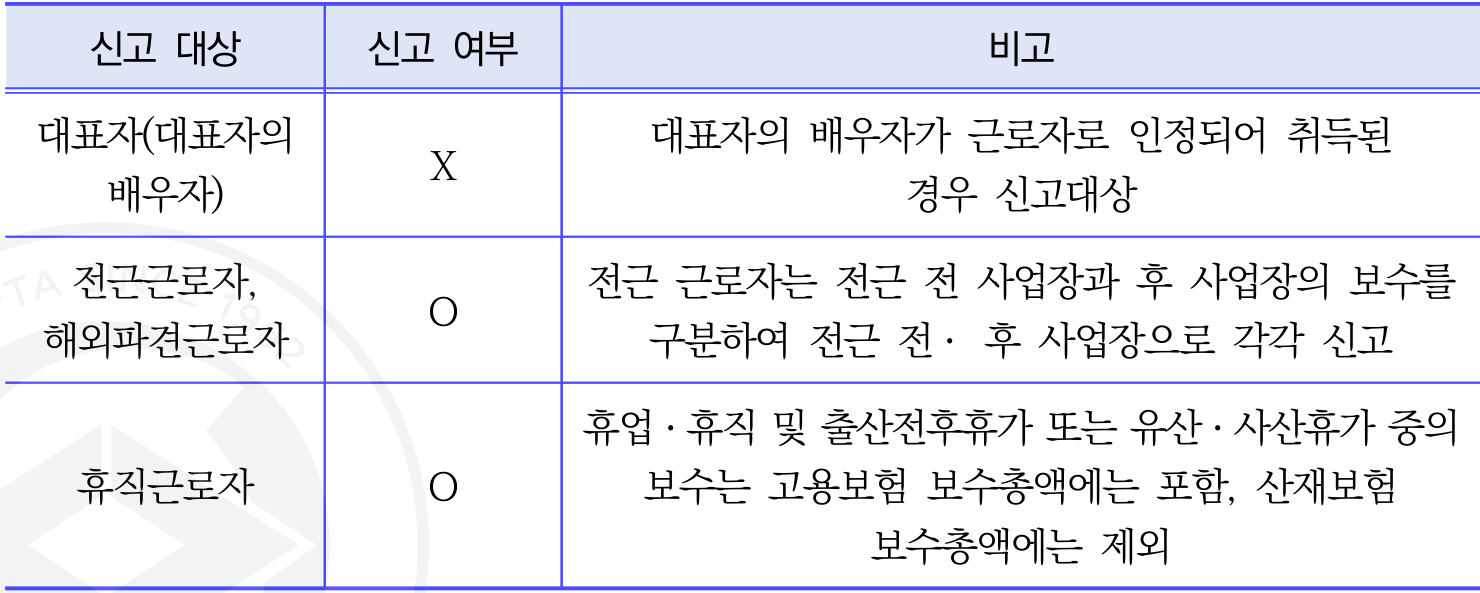 신고 대상
신고 여부
비고
대표자(대표자의
배우자)
X
대표자의 배우자가 근로자로 인정되어 취득된
경우 신고대상
전근근로자,
해외파견근로자
O
전근 근로자는 전근 전 사업장과 후 사업장의 보수를
구분하여 전근 전· 후 사업장으로 각각 신고
휴직근로자
O
휴업·휴직 및 출산전후휴가 또는 유산·사산휴가 중의
보수는 고용보험 보수총액에는 포함, 산재보험
보수총액에는 제외